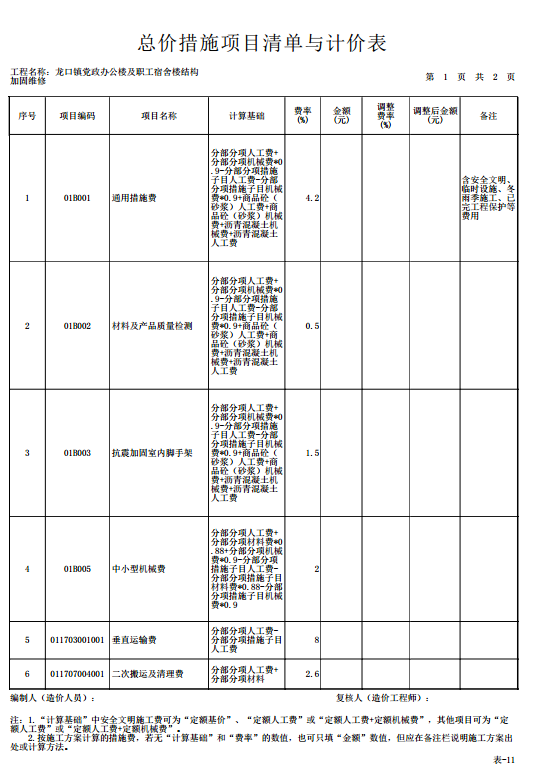 总价措施项目清单与计价表
工程名称：龙口镇党政办公楼及职工宿舍楼结构
加固维修
第 1 页 共 2 页
序号 项目编码 项目名称 计算基础 费率(%) 金额(元) 调整费率(%) 调整后金额(元) 备注
1 01B001 通用措施费
分部分项人工费+
分部分项机械费*0
.9-分部分项措施
子目人工费-分部
分项措施子目机械
费*0.9+商品砼（
砂浆）人工费+商
品砼（砂浆）机械
费+沥青混凝土机
械费+沥青混凝土
人工费
4.2
含安全文明、
临时设施、冬
雨季施工、已
完工程保护等
费用
2 01B002 材料及产品质量检测
分部分项人工费+
分部分项机械费*0
.9-分部分项措施
子目人工费-分部
分项措施子目机械
费*0.9+商品砼（
砂浆）人工费+商
品砼（砂浆）机械
费+沥青混凝土机
械费+沥青混凝土
人工费
0.5
3 01B003 抗震加固室内脚手架
分部分项人工费+
分部分项机械费*0
.9-分部分项措施
子目人工费-分部
分项措施子目机械
费*0.9+商品砼（
砂浆）人工费+商
品砼（砂浆）机械
费+沥青混凝土机
械费+沥青混凝土
人工费
1.5
4 01B005 中小型机械费
分部分项人工费+
分部分项材料费*0
.88+分部分项机械
费*0.9-分部分项
措施子目人工费-
分部分项措施子目
材料费*0.88-分部
分项措施子目机械
费*0.9
2
5 011703001001 垂直运输费
分部分项人工费-
分部分项措施子目
人工费
8
6 011707004001 二次搬运及清理费
分部分项人工费+
分部分项材料
2.6
编制人（造价人员）： 复核人（造价工程师）：
注：1.“计算基础”中安全文明施工费可为“定额基价”、“定额人工费”或“定额人工费+定额机械费”，其他项目可为“定
额人工费”或“定额人工费+定额机械费”。
2.按施工方案计算的措施费，若无“计算基础”和“费率”的数值，也可只填“金额”数值，但应在备注栏说明施工方案出
处或计算方法。
表-11